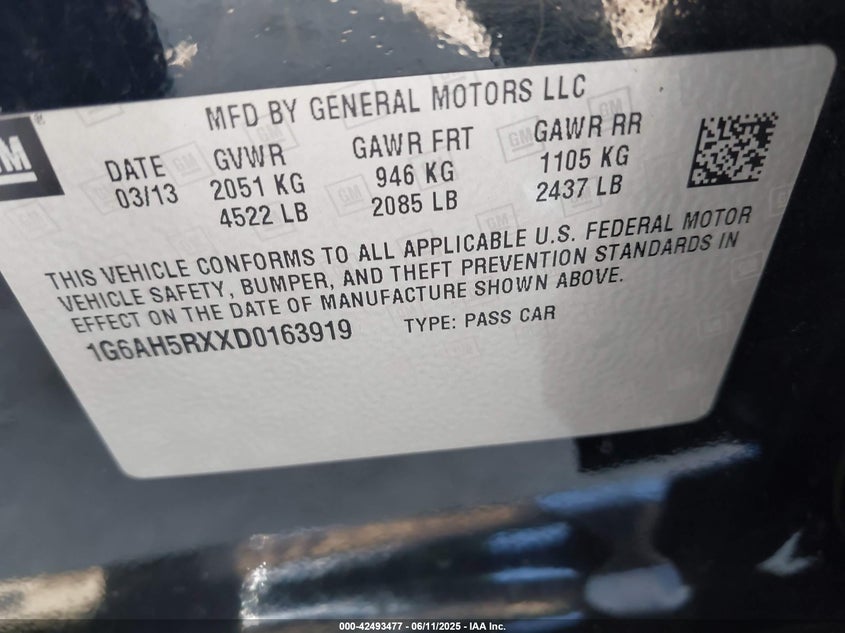 GM
®
MFD BY GENERAL MOTORS LLC
DATE GVWR GAWR FRT GAWR RR
03/13 2051 KG 946 KG 1105 KG
4522 LB 2085 LB 2437 LB
THIS VEHICLE CONFORMS TO ALL APPLICABLE U.S. FEDERAL MOTOR
VEHICLE SAFETY, BUMPER, AND THEFT PREVENTION STANDARDS IN
EFFECT ON THE DATE OF MANUFACTURE SHOWN ABOVE.
1G6AH5RXXD0163919 TYPE: PASS CAR
000-42493477 - 06/11/2025 - IAA Inc.